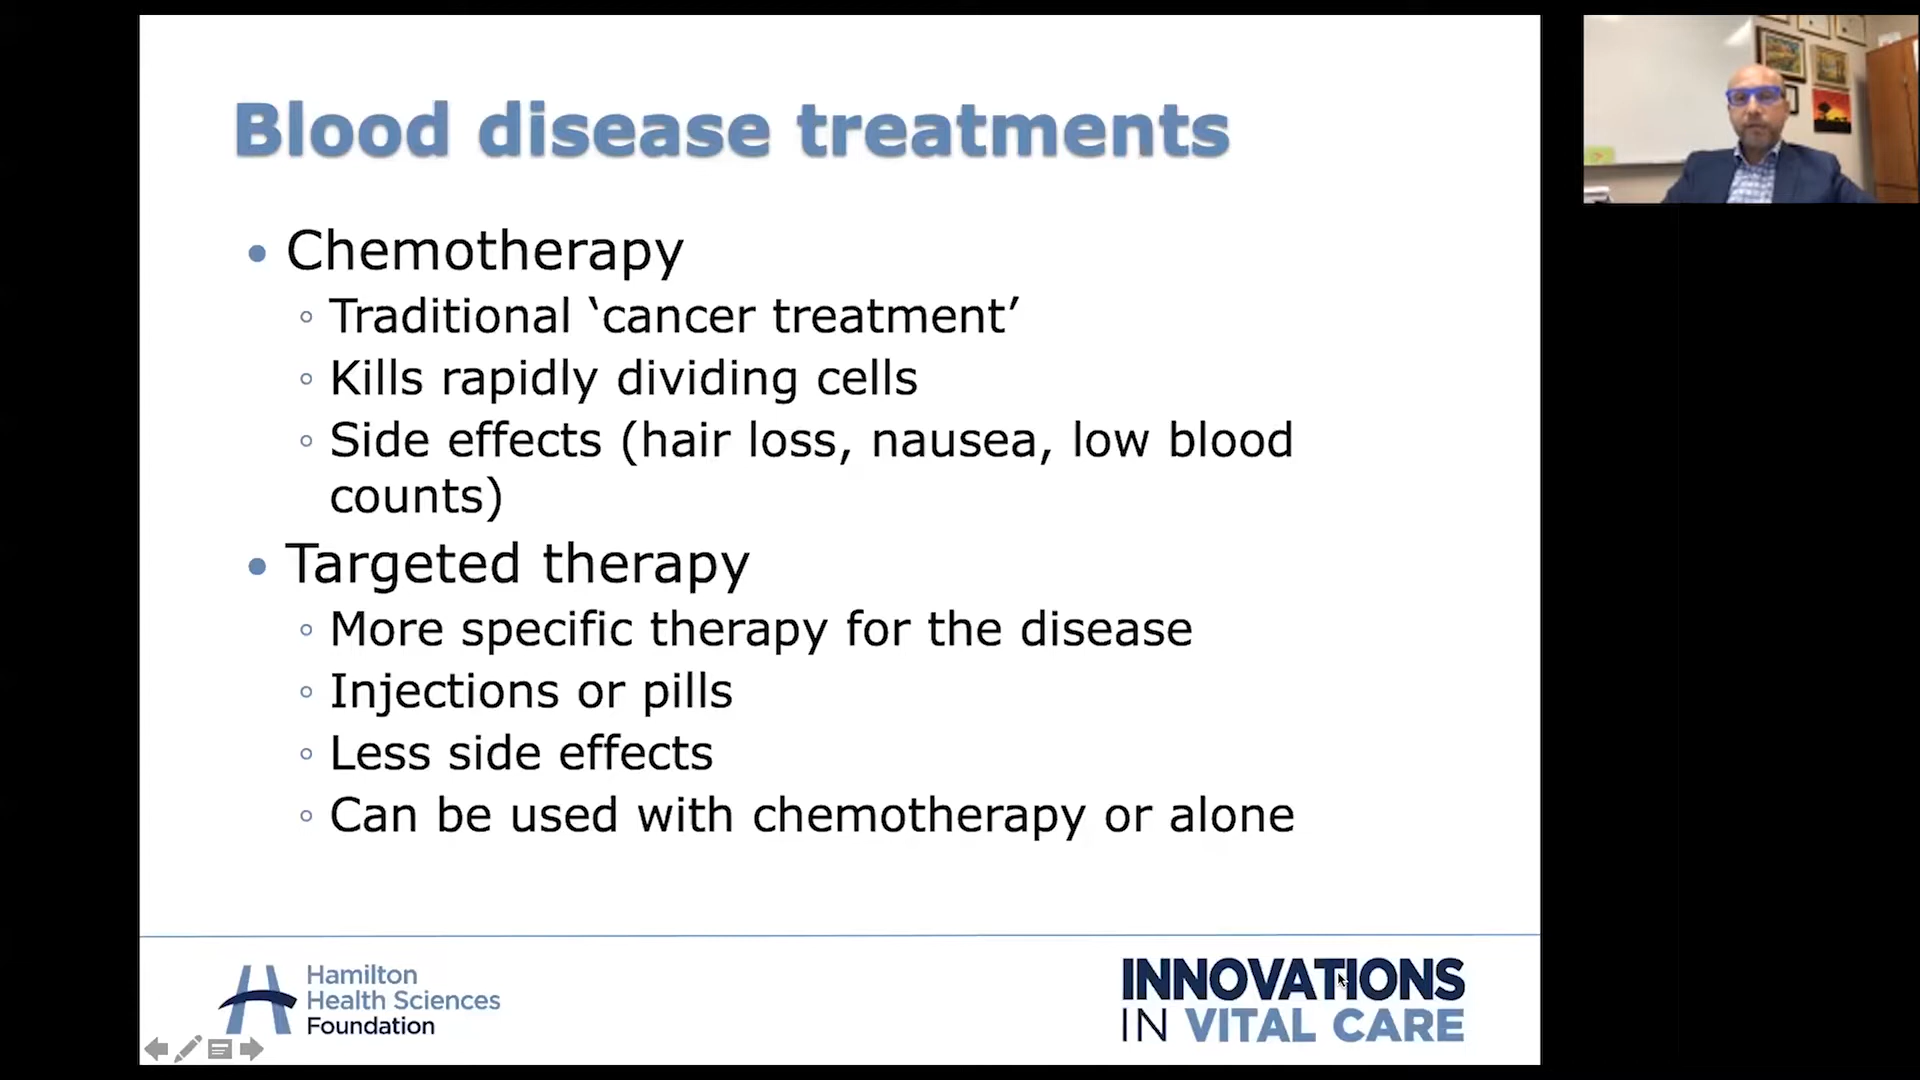 Blood disease treatments
• Chemotherapy
◦ Traditional ‘cancer treatment’
◦ Kills rapidly dividing cells
◦ Side effects (hair loss, nausea, low blood
counts)
• Targeted therapy
◦ More specific therapy for the disease
◦ Injections or pills
◦ Less side effects
◦ Can be used with chemotherapy or alone
Hamilton
Health Sciences
Foundation
INNOVATIONS
IN VITAL CARE